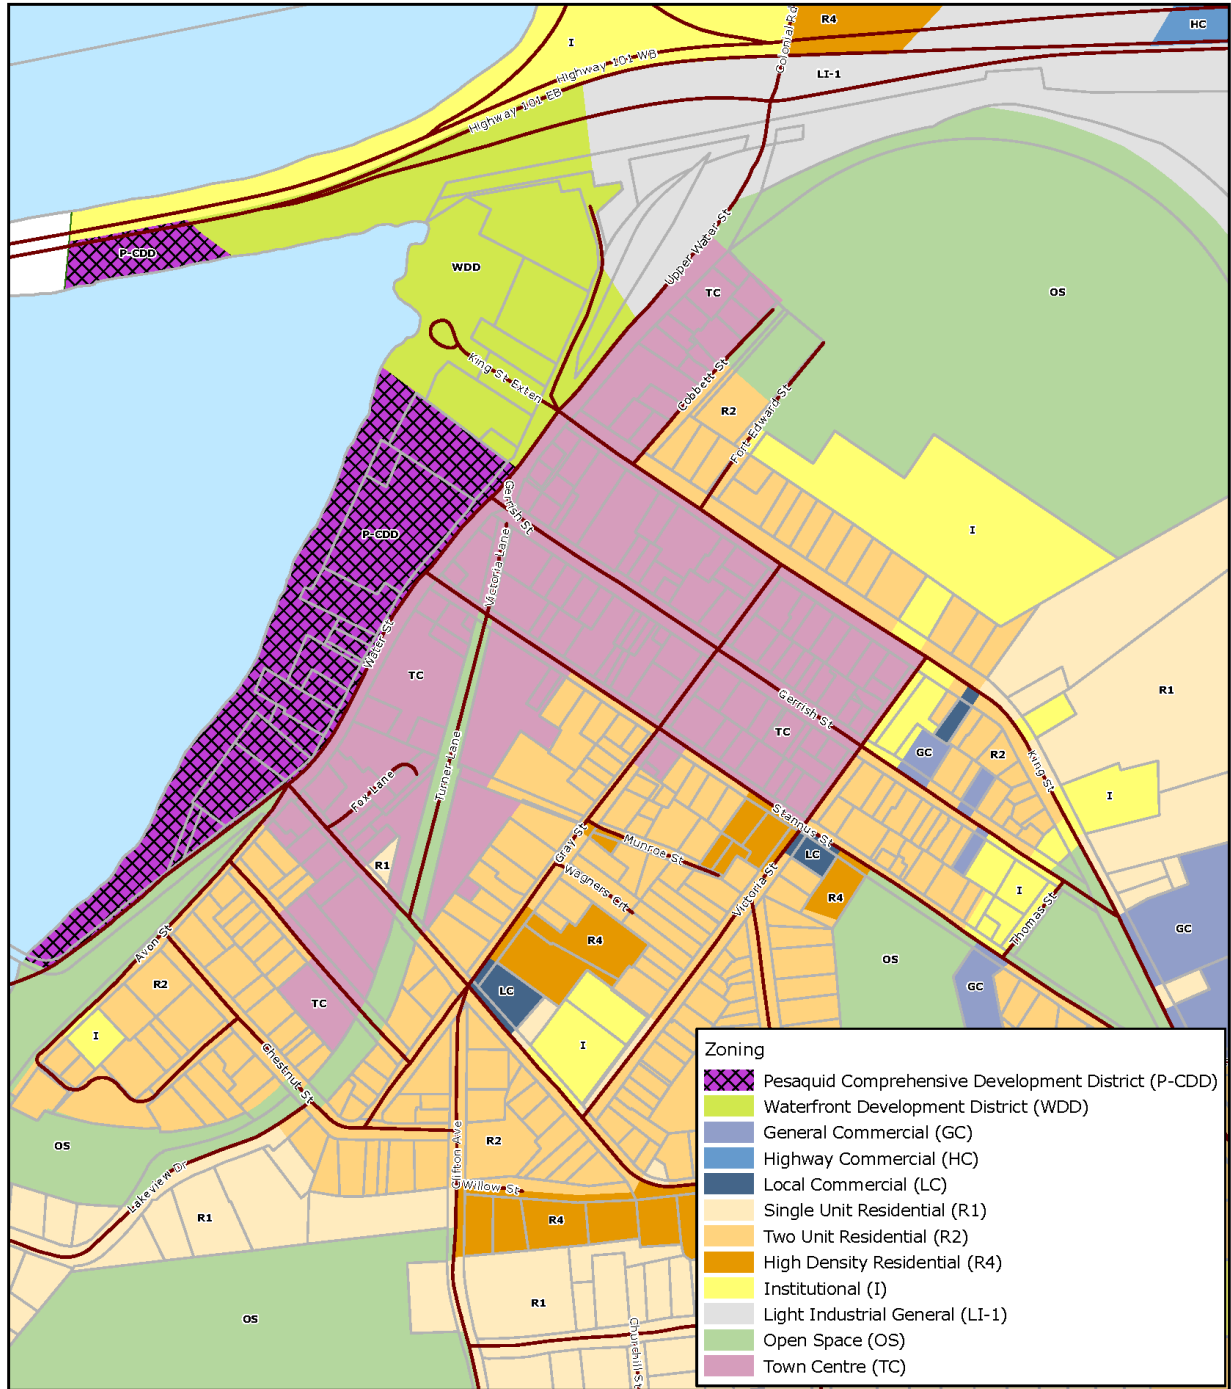 R4
HC
I
Colonial Rd
Highway 101 WB
LI-1
Highway 101 EB
P-CDD
WDD
Upper Water St
TC
OS
King St Exten
Cobbett St
R2
Fort Edward St
Gerrish St
P-CDD
I
Victoria Lane
Water St
TC
R1
Gerrish St
TC
GC
R2
King St
Turner Lane
Fox Lane
I
Stannus St
Gray St
Munroe St
LC
R1
Wagners Crt
Victoria St
R4
I
Thomas St
GC
Avon St
R4
OS
R2
LC
GC
TC
I
I
Chestnut St
Zoning
Pesaquid Comprehensive Development District (P-CDD)
Waterfront Development District (WDD)
General Commercial (GC)
Highway Commercial (HC)
Local Commercial (LC)
Single Unit Residential (R1)
Two Unit Residential (R2)
High Density Residential (R4)
Institutional (I)
Light Industrial General (LI-1)
Open Space (OS)
Town Centre (TC)
OS
R2
Clifton Ave
Lakeview Dr
Willow St
R1
R4
R1
OS
Churchill St